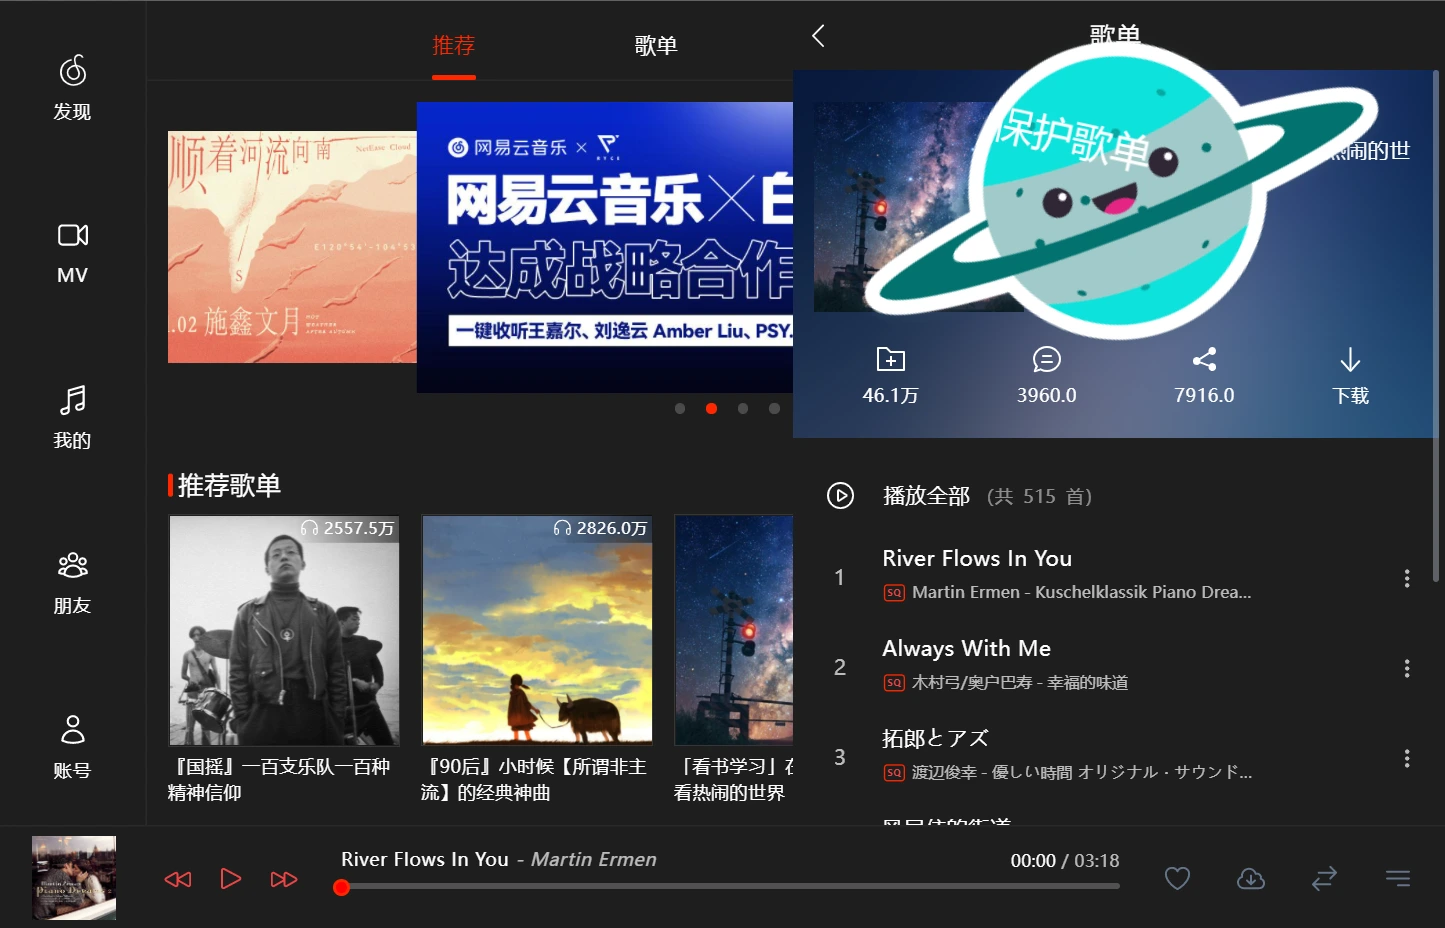 发现
MV
我的
朋友
账号
推荐
歌单
顺着河流向南
NetEase Cloud
E120°54'-104°53
S
.02 施鑫文月
网易云音乐 ×
网易云音乐×白
达成战略合作
一键收听王嘉尔、刘逸云 Amber Liu、PSY.
推荐歌单
2557.5万
『国摇』一百支乐队一百种
精神信仰
2826.0万
『90后』小时候【所谓非主
流】的经典神曲
「看书学习」在
看热闹的世界
歌单
保护歌单
热闹的世
46.1万
3960.0
7916.0
下载
播放全部 (共 515 首)
1
River Flows In You
SQ Martin Ermen - Kuschelklassik Piano Drea...
2
Always With Me
SQ 木村弓/奥户巴寿 - 幸福的味道
3
拓郎とアズ
SQ 渡辺俊幸 - 優しい時間 オリジナル・サウンド...
River Flows In You - Martin Ermen
00:00 / 03:18